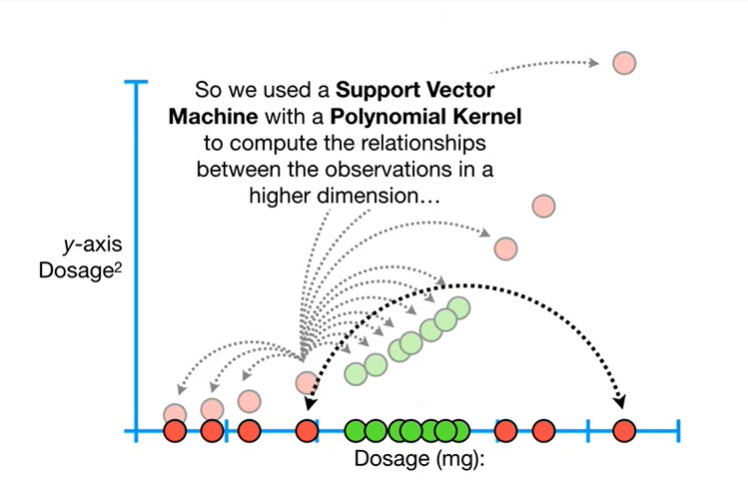 So we used a Support Vector
Machine with a Polynomial Kernel
to compute the relationships
between the observations in a
higher dimension...
y-axis
Dosage²
Dosage (mg):